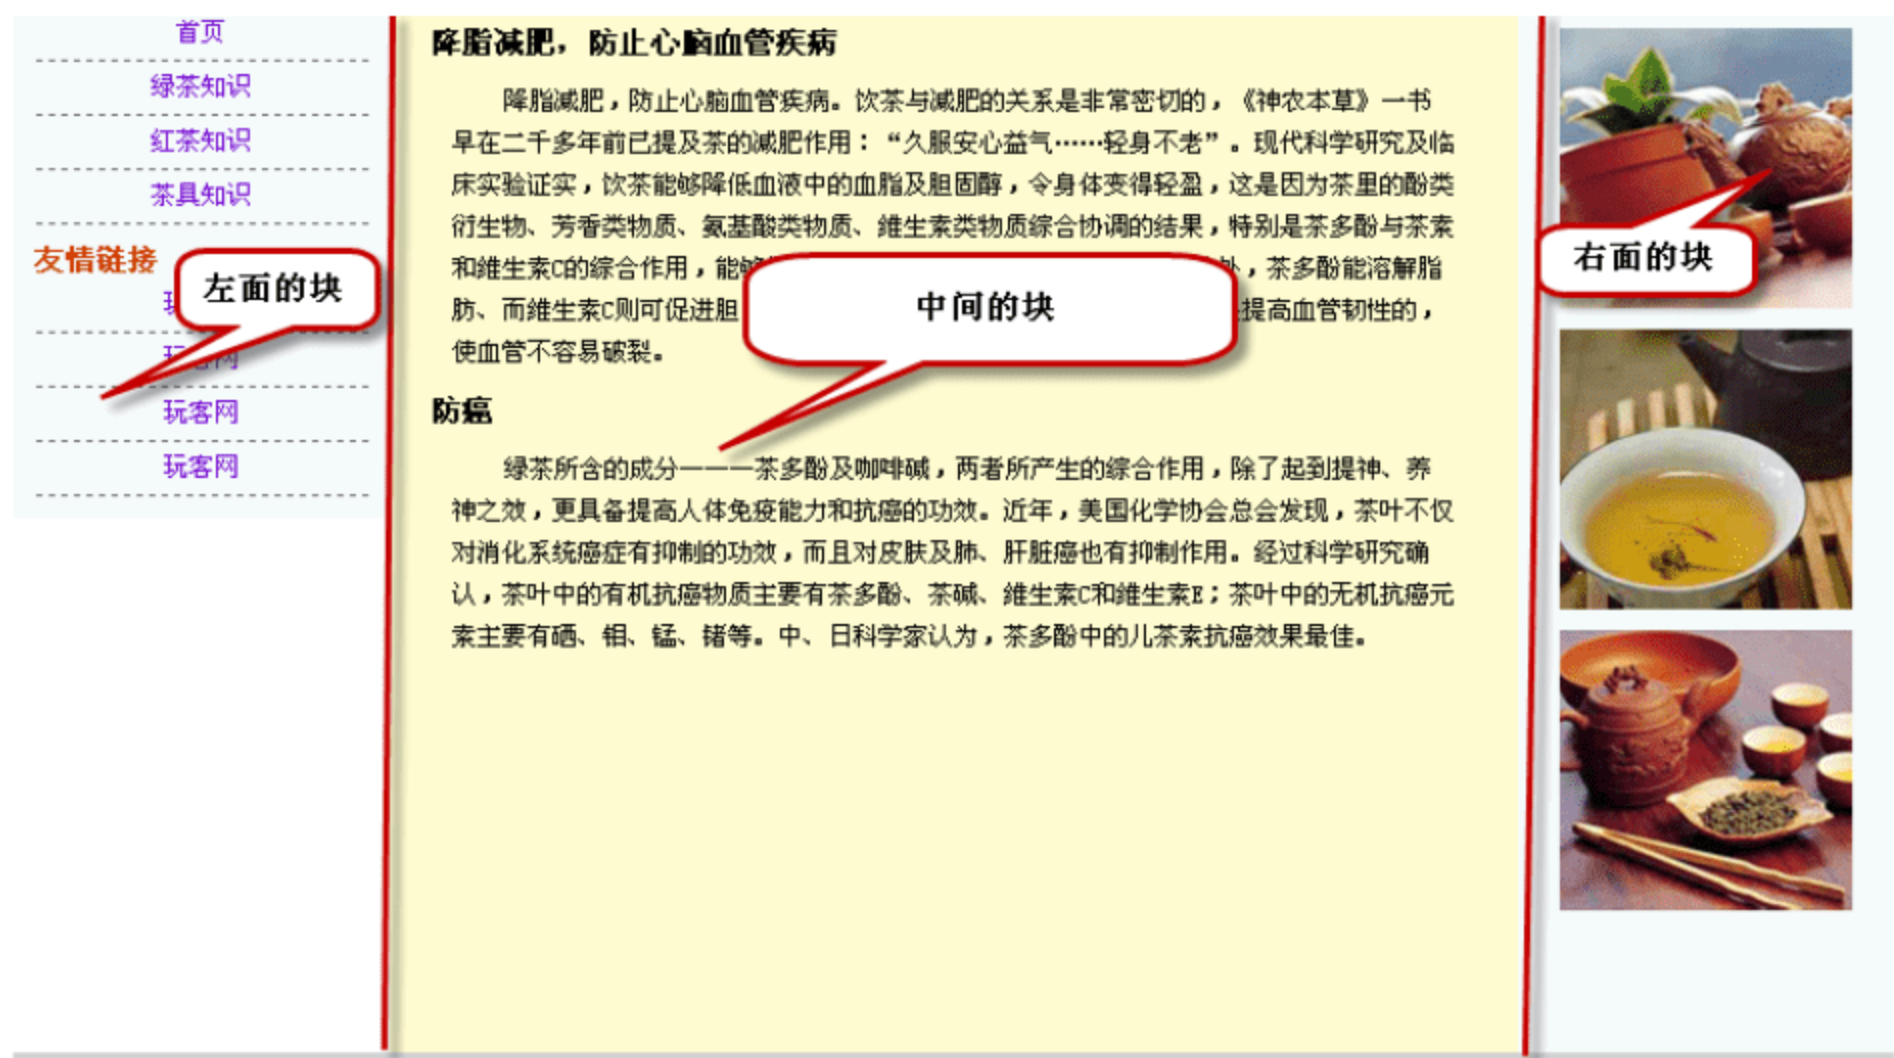 首页
绿茶知识
红茶知识
茶具知识
友情链接
左面的块
玩客网
玩客网
降脂减肥，防止心脑血管疾病
降脂减肥，防止心脑血管疾病。饮茶与减肥的关系是非常密切的，《神农本草》一书
早在二千多年前已提及茶的减肥作用：“久服安心益气……轻身不老”。现代科学研究及临
床实验证实，饮茶能够降低血液中的血脂及胆固醇，令身体变得轻盈，这是因为茶里的酚类
衍生物、芳香类物质、氨基酸类物质、维生素类物质综合协调的结果，特别是茶多酚与茶素
和维生素C的综合作用，能够 ，茶多酚能溶解脂
肪、而维生素C则可促进胆 提高血管韧性的，
使血管不容易破裂。
中间的块
防癌
绿茶所含的成分———茶多酚及咖啡碱，两者所产生的综合作用，除了起到提神、养
神之效，更具备提高人体免疫能力和抗癌的功效。近年，美国化学协会总会发现，茶叶不仅
对消化系统癌症有抑制的功效，而且对皮肤及肺、肝脏癌也有抑制作用。经过科学研究确
认，茶叶中的有机抗癌物质主要有茶多酚、茶碱、维生素C和维生素E；茶叶中的无机抗癌元
素主要有硒、钼、锰、锗等。中、日科学家认为，茶多酚中的儿茶素抗癌效果最佳。
右面的块